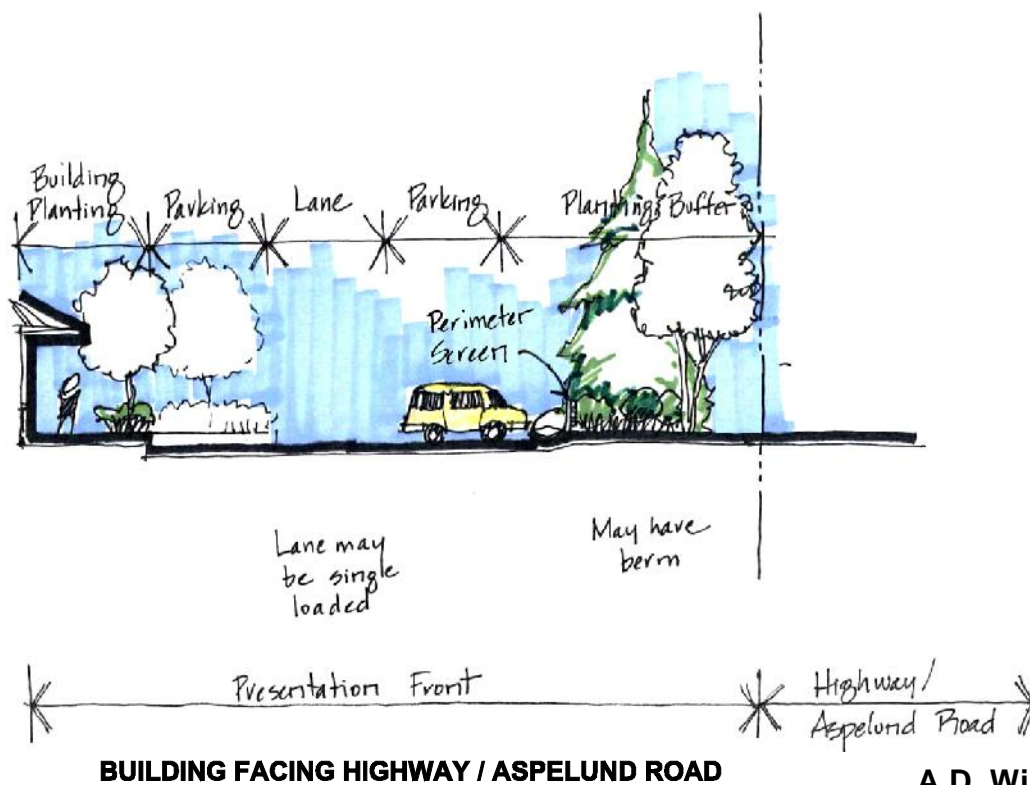 Building
Planting
Parking
Lane
Parking
Planting Buffer
Perimeter
Screen
Lane may
be single
loaded
May have
berm
Presentation Front
Highway/
Aspelund Road
BUILDING FACING HIGHWAY / ASPELUND ROAD
A.D. Wi